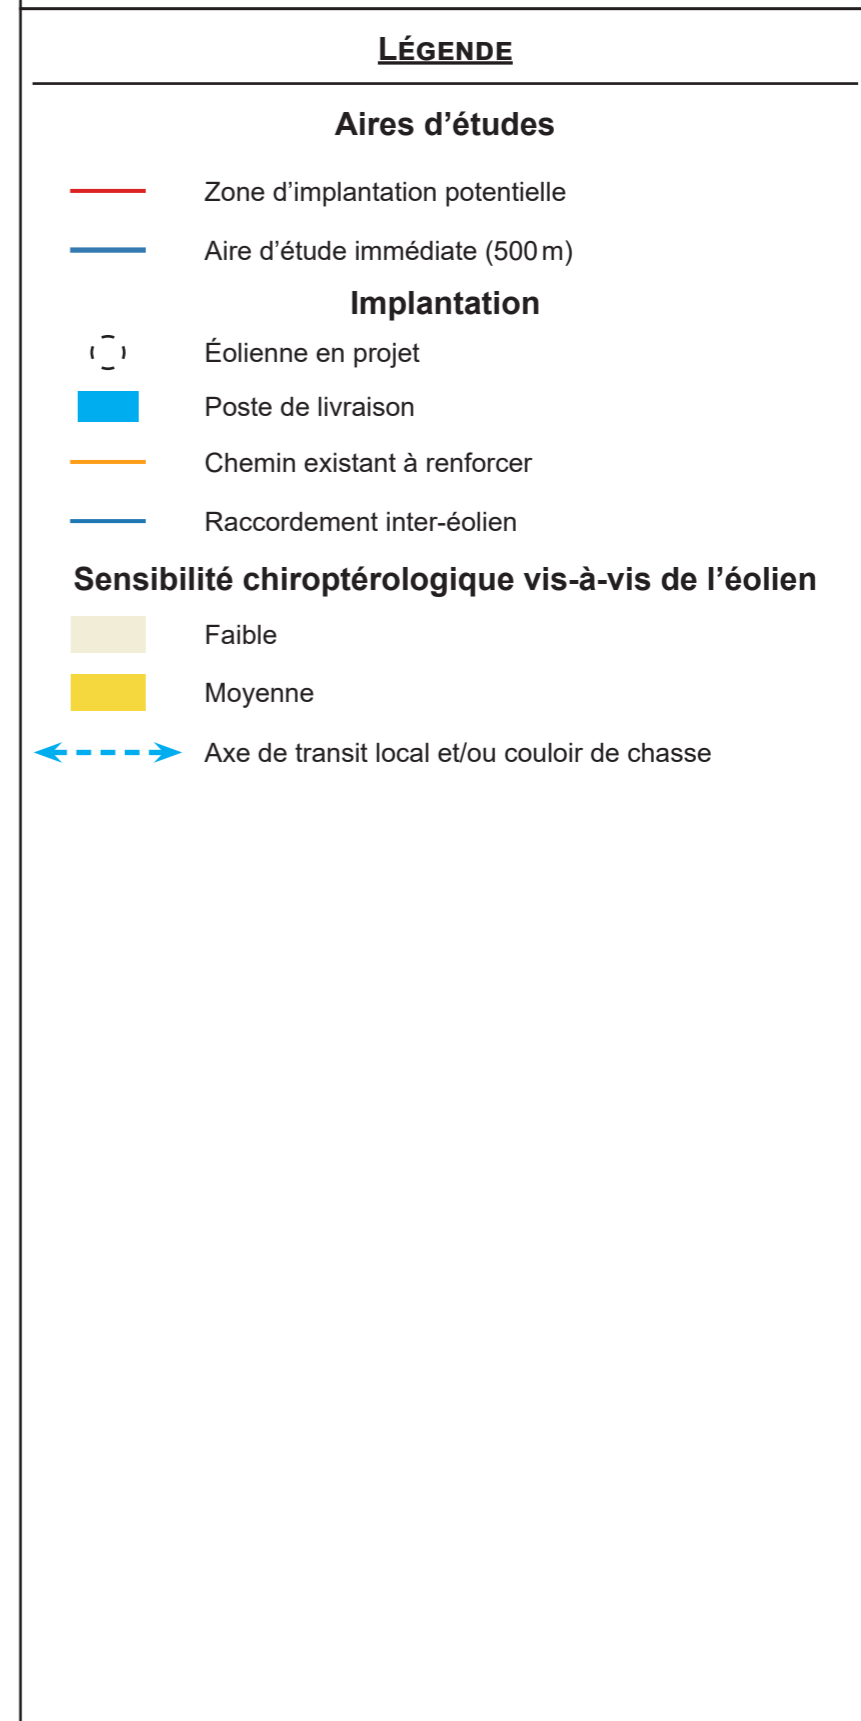 LÉGENDE
Aires d’études
Zone d’implantation potentielle
Aire d’étude immédiate (500 m)
Implantation
Éolienne en projet
Poste de livraison
Chemin existant à renforcer
Raccordement inter-éolien
Sensibilité chiroptérologique vis-à-vis de l’éolien
Faible
Moyenne
Axe de transit local et/ou couloir de chasse